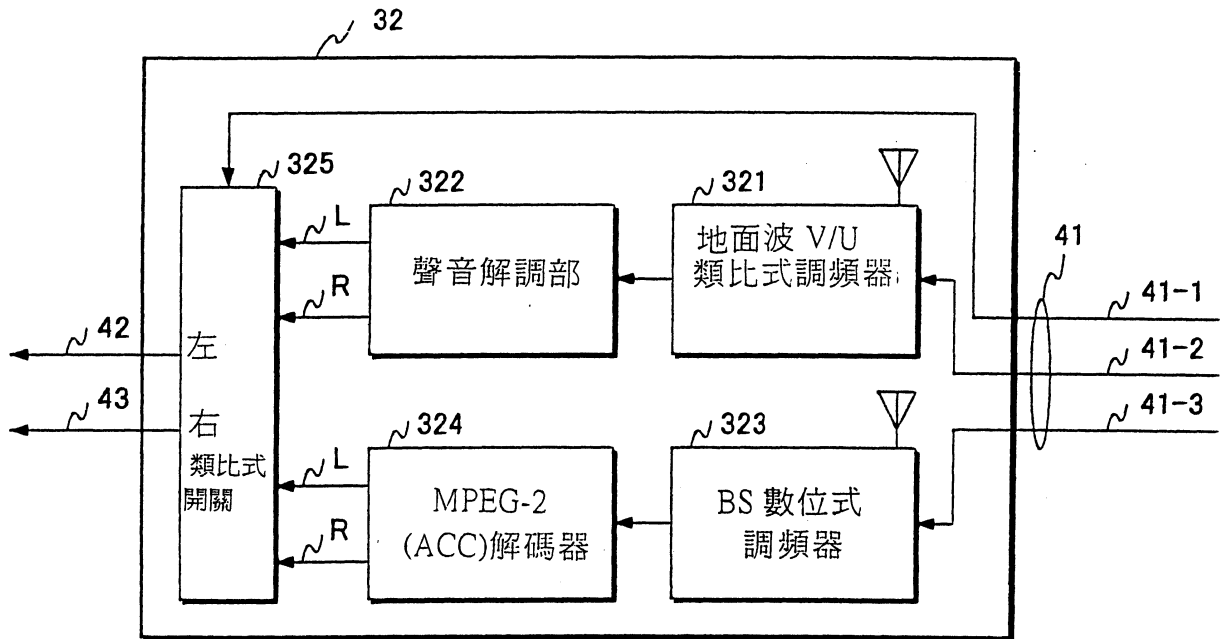 32
325
322
321
L
R
聲音解調部
地面波 V/U
類比式調頻器
41
41-1
41-2
41-3
42
43
左
右
類比式
開關
324
323
L
R
MPEG-2
(ACC)解碼器
BS 數位式
調頻器